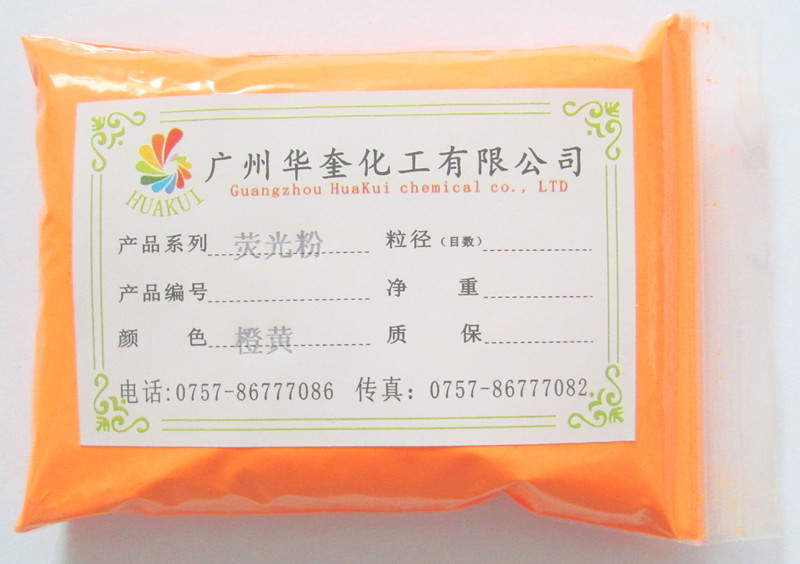 广州华奎化工有限公司
Guangzhou HuaKui chemical co., LTD
HUAKUI
产品系列 荧光粉 粒径(目数)
产品编号 净 重
颜 色 橙黄 质 保
电话:0757-86777086 传真:0757-86777082